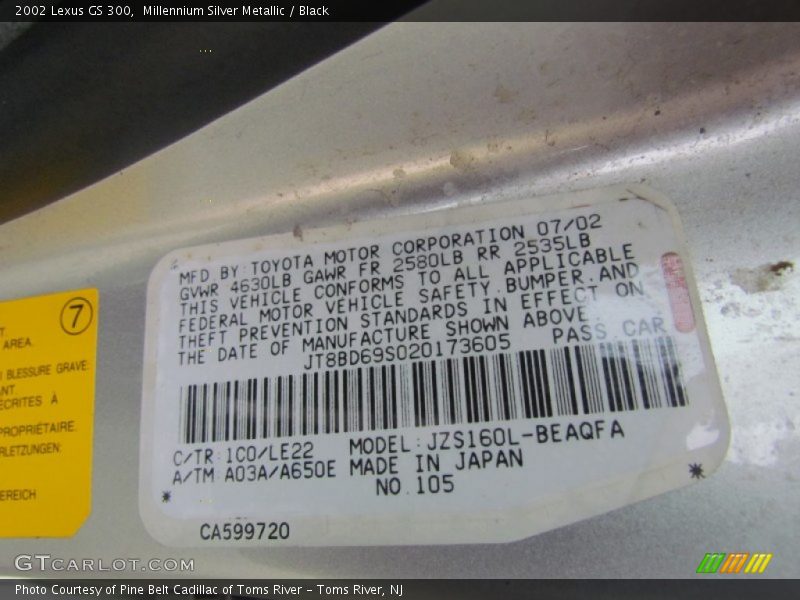 2002 Lexus GS 300, Millennium Silver Metallic / Black
MFD BY:TOYOTA MOTOR CORPORATION 07/02
GVWR 4630LB GAWR FR 2580LB RR 2535LB
THIS VEHICLE CONFORMS TO ALL APPLICABLE
FEDERAL MOTOR VEHICLE SAFETY,BUMPER,AND
THEFT PREVENTION STANDARDS IN EFFECT ON
THE DATE OF MANUFACTURE SHOWN ABOVE
JT8BD69S020173605 PASS CAR
C/TR:1C0/LE22 MODEL:JZS160L-BEAQFA
A/TM:A03A/A650E MADE IN JAPAN
* NO.105 *
CA599720
7
AREA.
BLESSURE GRAVE:
ÉCRITES À
PROPRIÉTAIRE.
RLETZUNGEN:
EREICH
GTCARLOT.COM
Photo Courtesy of Pine Belt Cadillac of Toms River – Toms River, NJ